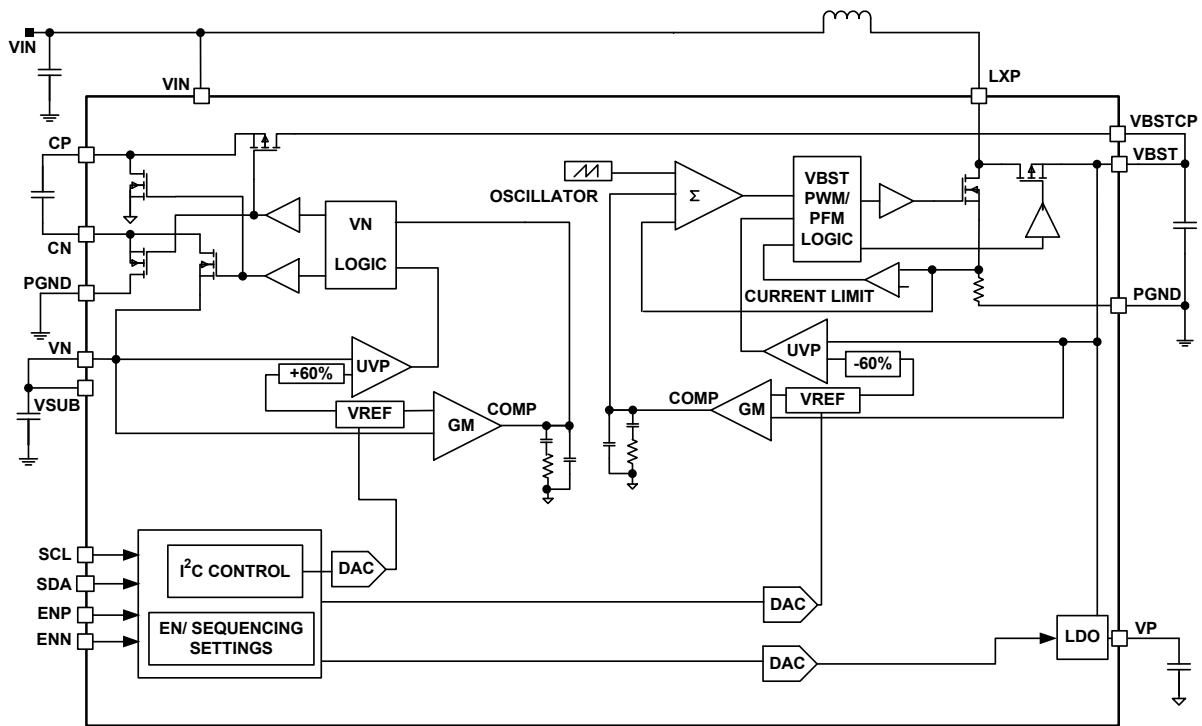 VIN
VIN
LXP
CP
VBSTCP
VBST
OSCILLATOR
Σ
VBST
PWM/
PFM
LOGIC
CN
VN
LOGIC
PGND
CURRENT LIMIT
PGND
VN
UVP
+60%
UVP
-60%
VSUB
VREF
GM
COMP
COMP
GM
VREF
SCL
SDA
ENP
ENN
I²C CONTROL
DAC
EN/ SEQUENCING
SETTINGS
DAC
DAC
LDO
VP